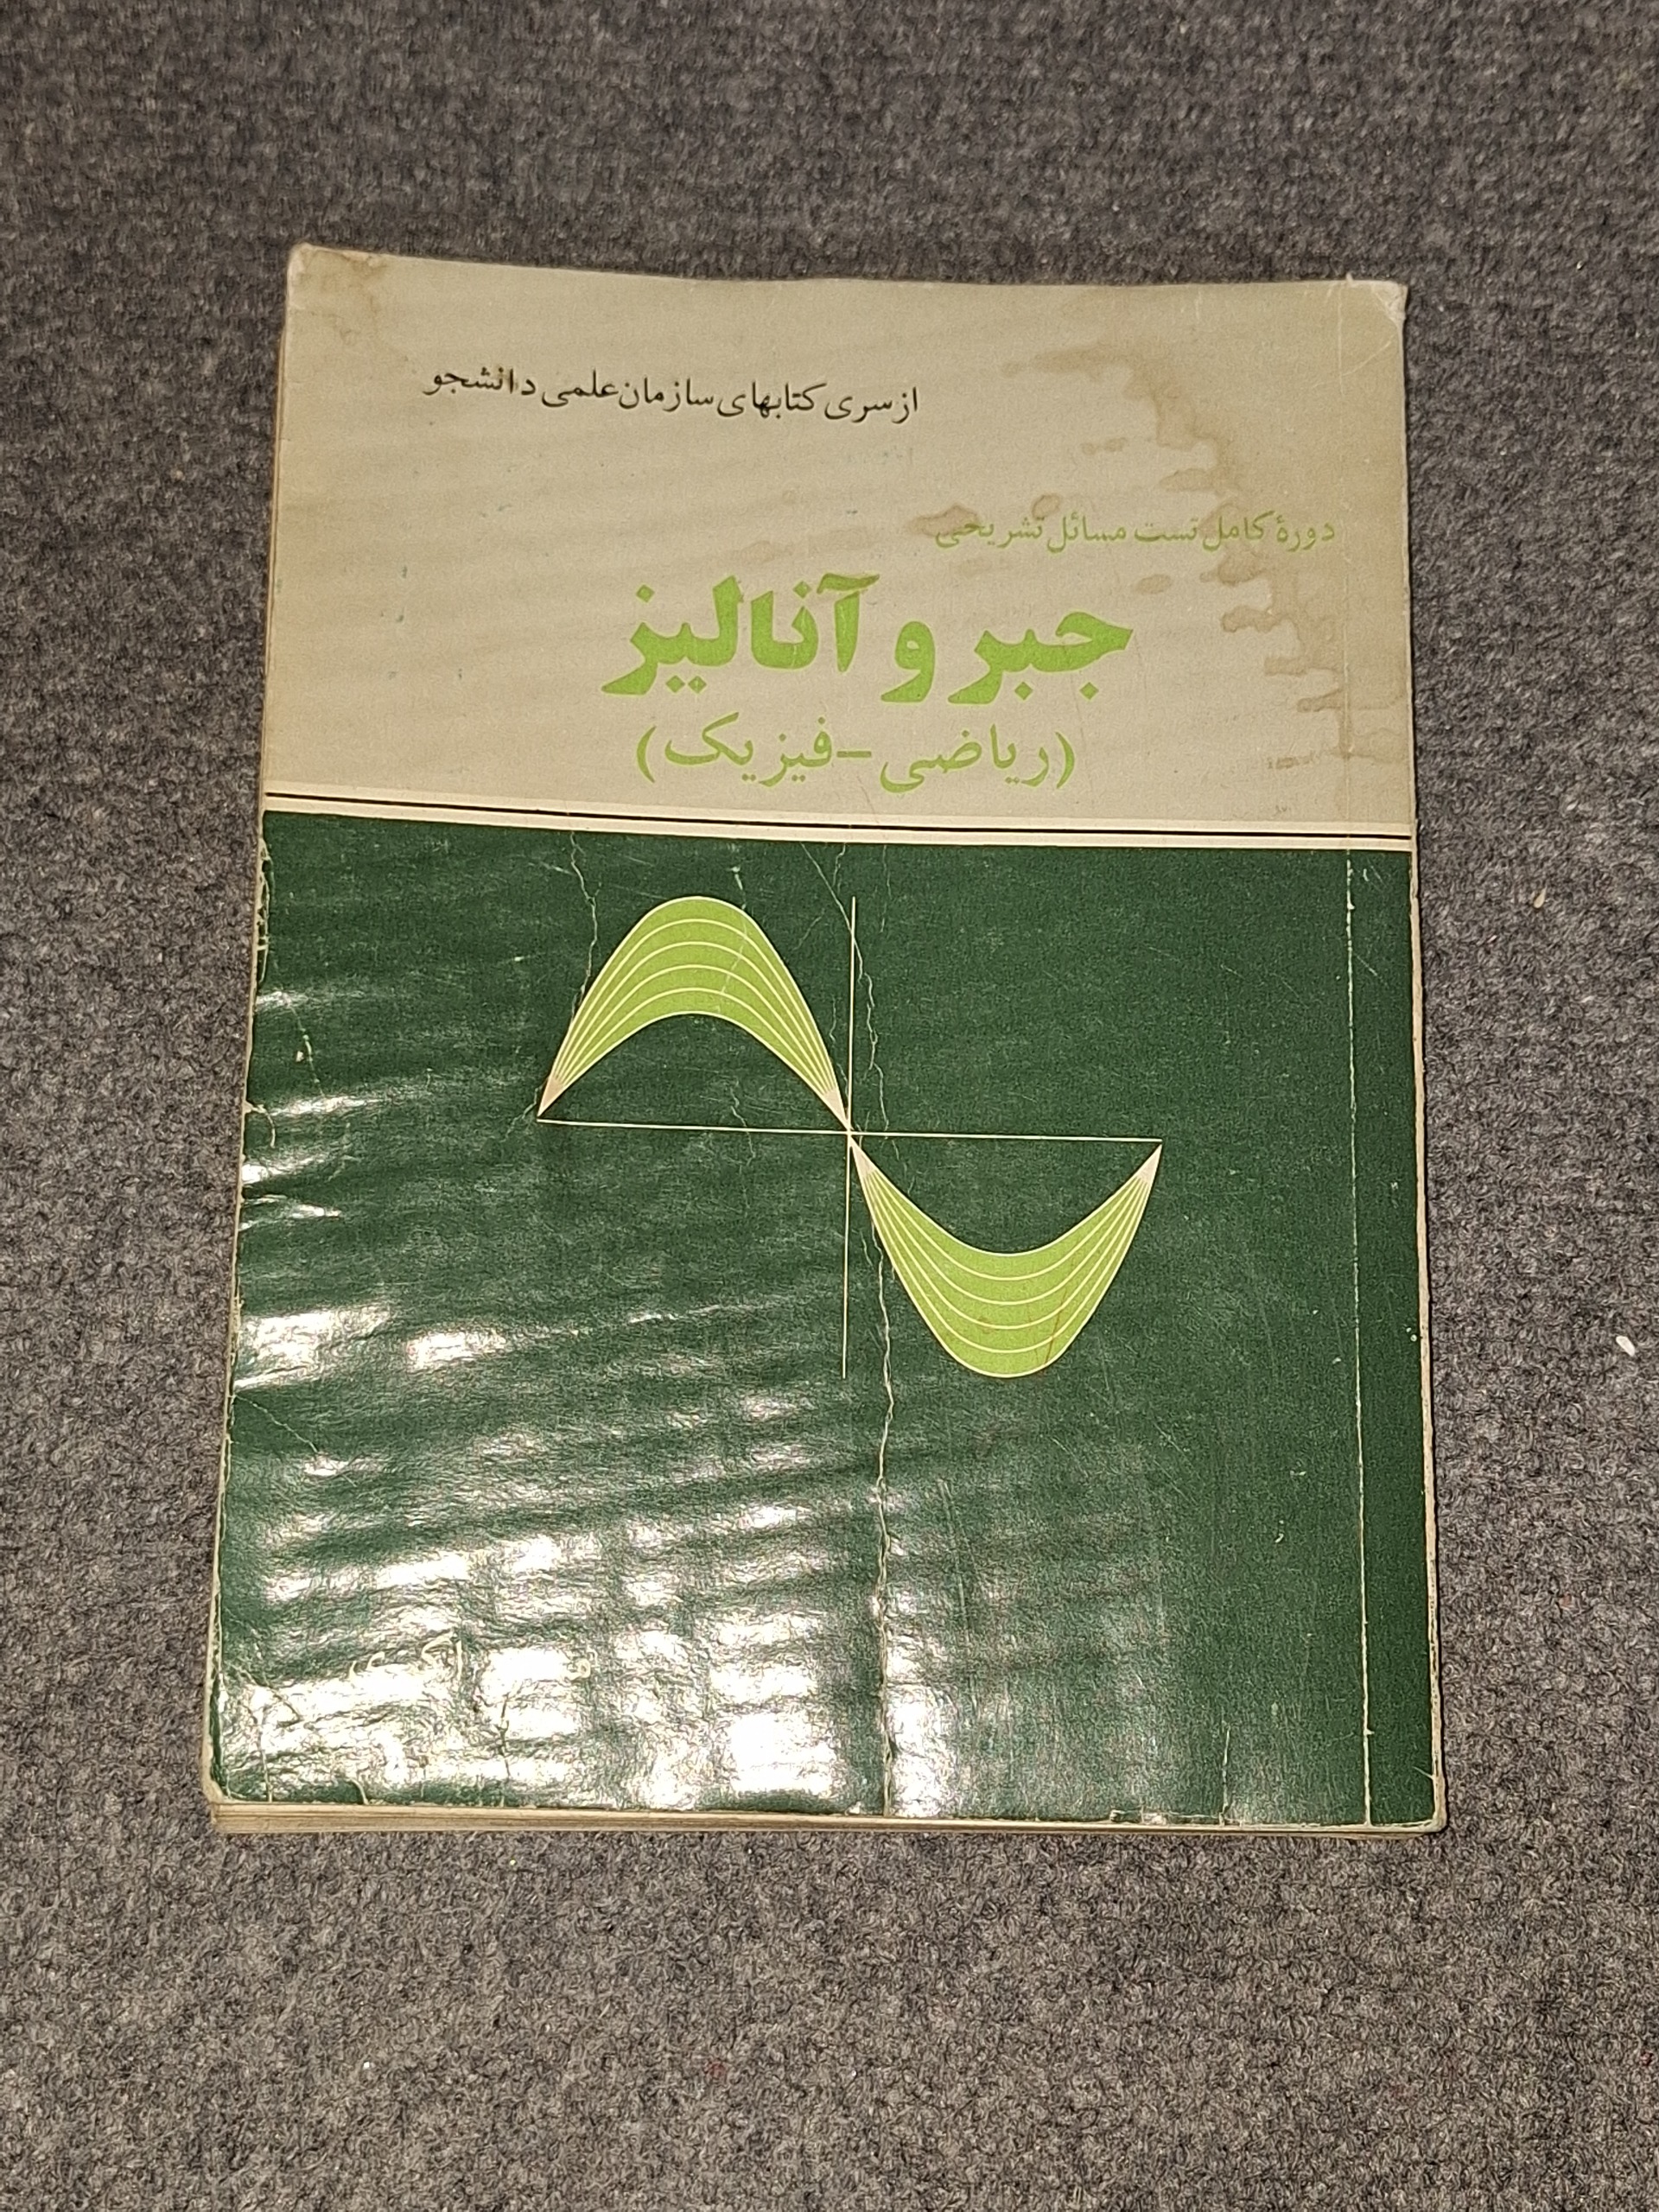 از سری کتابهای سازمان علمی دانشجو
دورهٔ کامل تست مسائل تشریحی
جبر و آنالیز
(ریاضی - فیزیک)